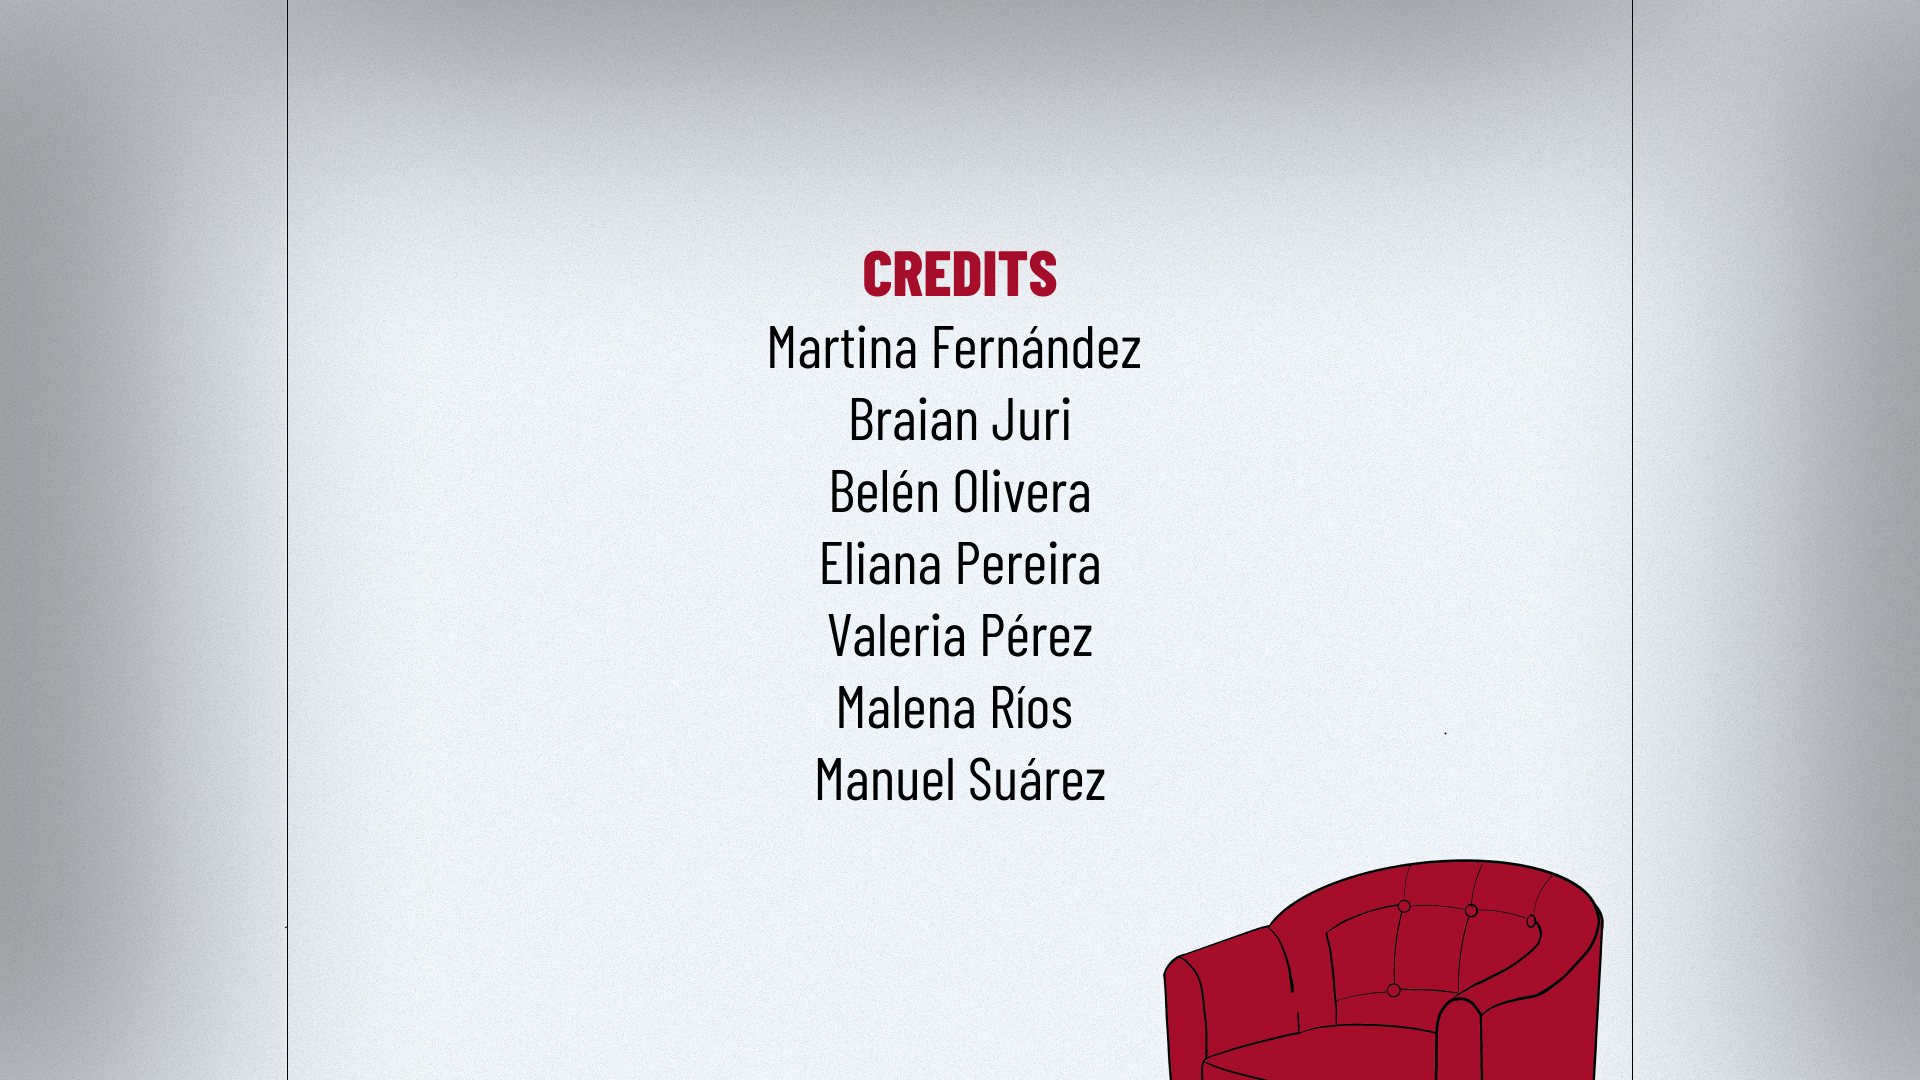 CREDITS
Martina Fernández
Braian Juri
Belén Olivera
Eliana Pereira
Valeria Pérez
Malena Ríos
Manuel Suárez